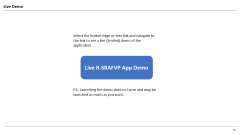 Live Demo
Select the button edge or text link and navigate to
the link to see a live (limited) demo of the
application.
Live R-SRAFVP App Demo
P.S. Launching the demo does no harm and may be
launched as much as you want.